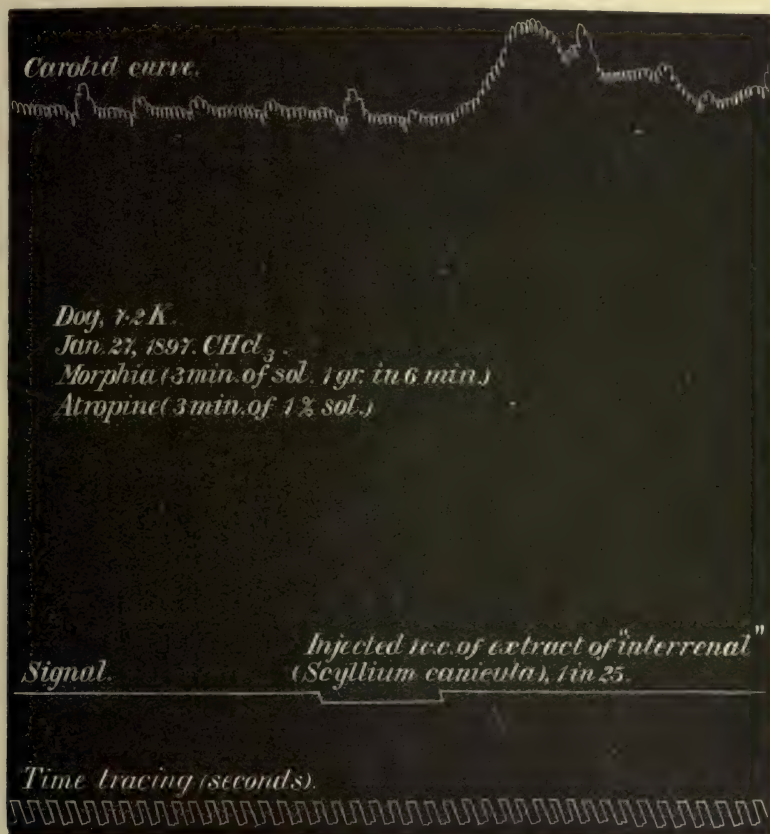 Carotid curve.
Dog, 7·2 K.
Jan. 27, 1897. CHcl₃.
Morphia (3 min. of sol. 1 gr. in 6 min.)
Atropine (3 min. of 1 % sol.)
Injected 1 c.c. of extract of "interrenal"
Signal. (Scyllium canicula), 1 in 25.
Time tracing (seconds).